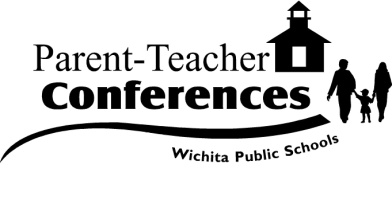 Parent-Teacher
Conferences
Wichita Public Schools